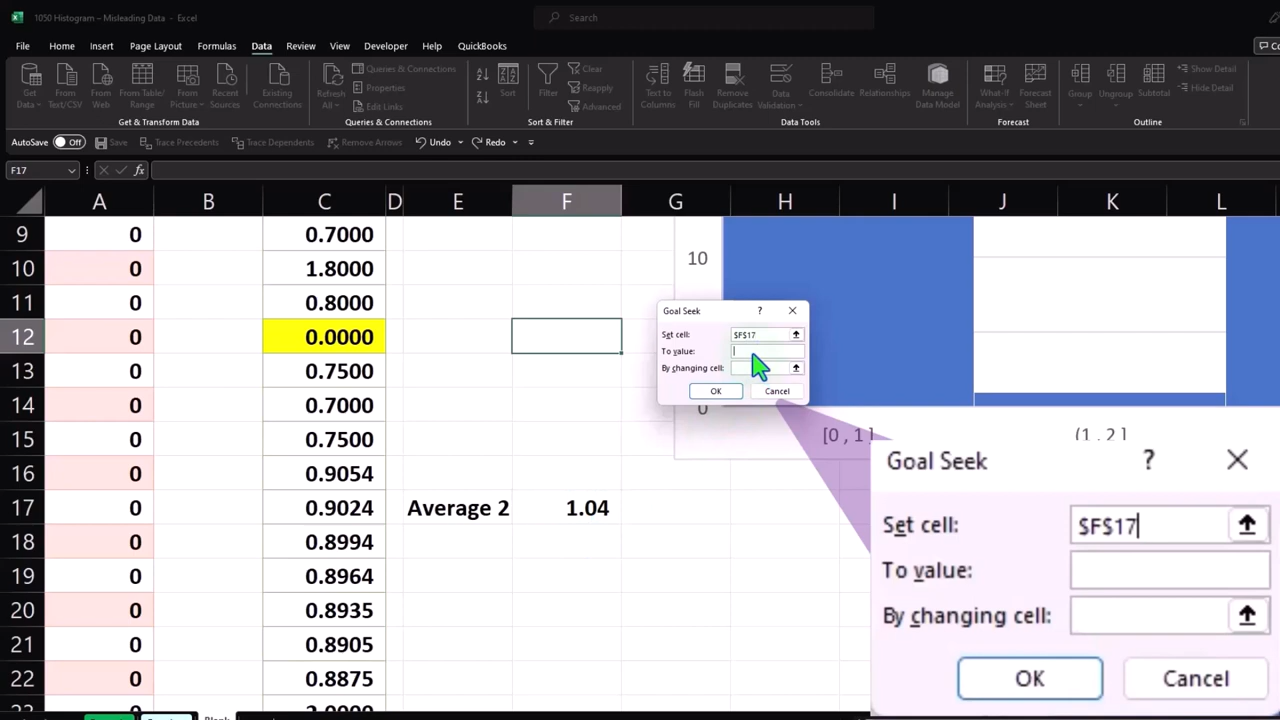 1050 Histogram – Misleading Data - Excel
Search
File Home Insert Page Layout Formulas Data Review View Developer Help QuickBooks
Get Data From Text/CSV From Web From Table/Range From Picture Recent Sources Existing Connections
Refresh All Queries & Connections Properties Edit Links
Sort Filter Clear Reapply Advanced
Text to Columns Flash Fill Remove Duplicates Data Validation Consolidate Relationships Manage Data Model
What-If Analysis Forecast Sheet Group Ungroup Subtotal Show Detail Hide Detail
Get & Transform Data Queries & Connections Sort & Filter Data Tools Forecast Outline
AutoSave Off Save Trace Precedents Trace Dependents Remove Arrows Undo Redo
F17 fx
A B C D E F G H I J K L
9 0 0.7000
10 0 1.8000 10
11 0 0.8000
12 0 0.0000
13 0 0.7500
14 0 0.7000 0
15 0 0.7500 [0 , 1] (1 , 2]
16 0 0.9054
17 0 0.9024 Average 2 1.04
18 0 0.8994
19 0 0.8964
20 0 0.8935
21 0 0.8905
22 0 0.8875
Goal Seek ?
Set cell: $F$17
To value:
By changing cell:
OK Cancel
Goal Seek ?
Set cell: $F$17
To value:
By changing cell:
OK Cancel
Blank